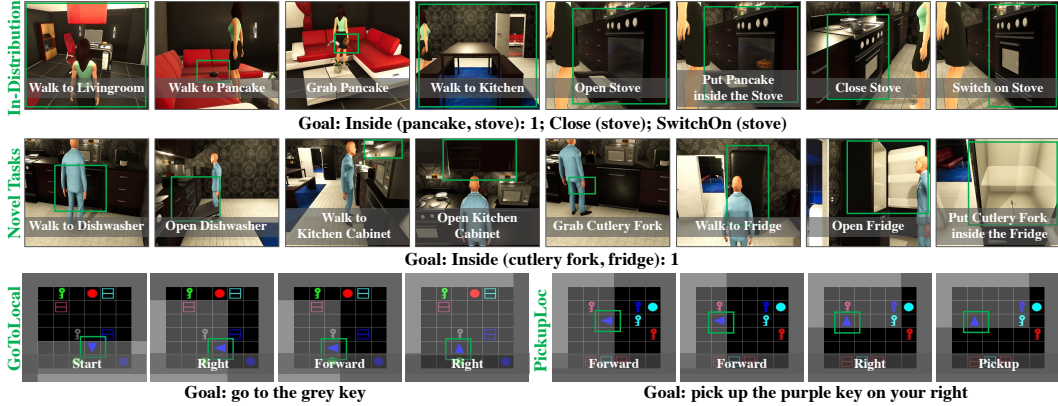 In-Distribution
Walk to Livingroom
Walk to Pancake
Grab Pancake
Walk to Kitchen
Open Stove
Put Pancake
inside the Stove
Close Stove
Switch on Stove
Goal: Inside (pancake, stove): 1; Close (stove); SwitchOn (stove)
Novel Tasks
Walk to Dishwasher
Open Dishwasher
Walk to
Kitchen Cabinet
Open Kitchen
Cabinet
Grab Cutlery Fork
Walk to Fridge
Open Fridge
Put Cutlery Fork
inside the Fridge
Goal: Inside (cutlery fork, fridge): 1
GoToLocal
Start
Right
Forward
Right
Goal: go to the grey key
PickupLoc
Forward
Forward
Right
Pickup
Goal: pick up the purple key on your right